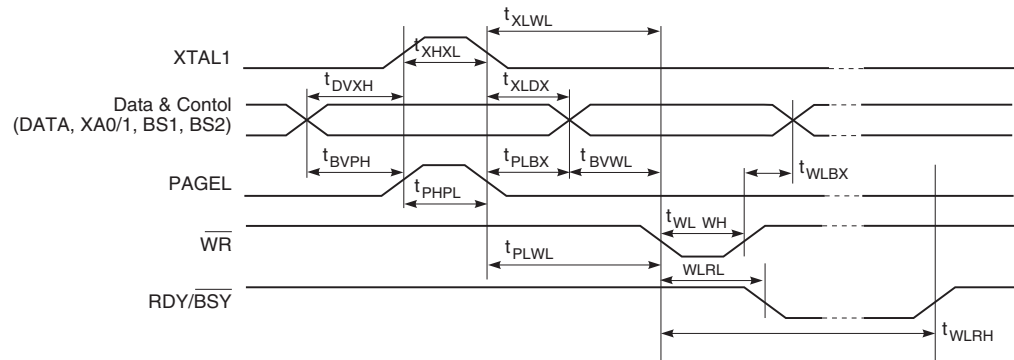 tXLWL
XTAL1
tXHXL
tDVXH
tXLDX
Data & Contol
(DATA, XA0/1, BS1, BS2)
tBVPH
tPLBX
tBVWL
tWLBX
PAGEL
tPHPL
tWL WH
WR
tPLWL
WLRL
RDY/BSY
tWLRH